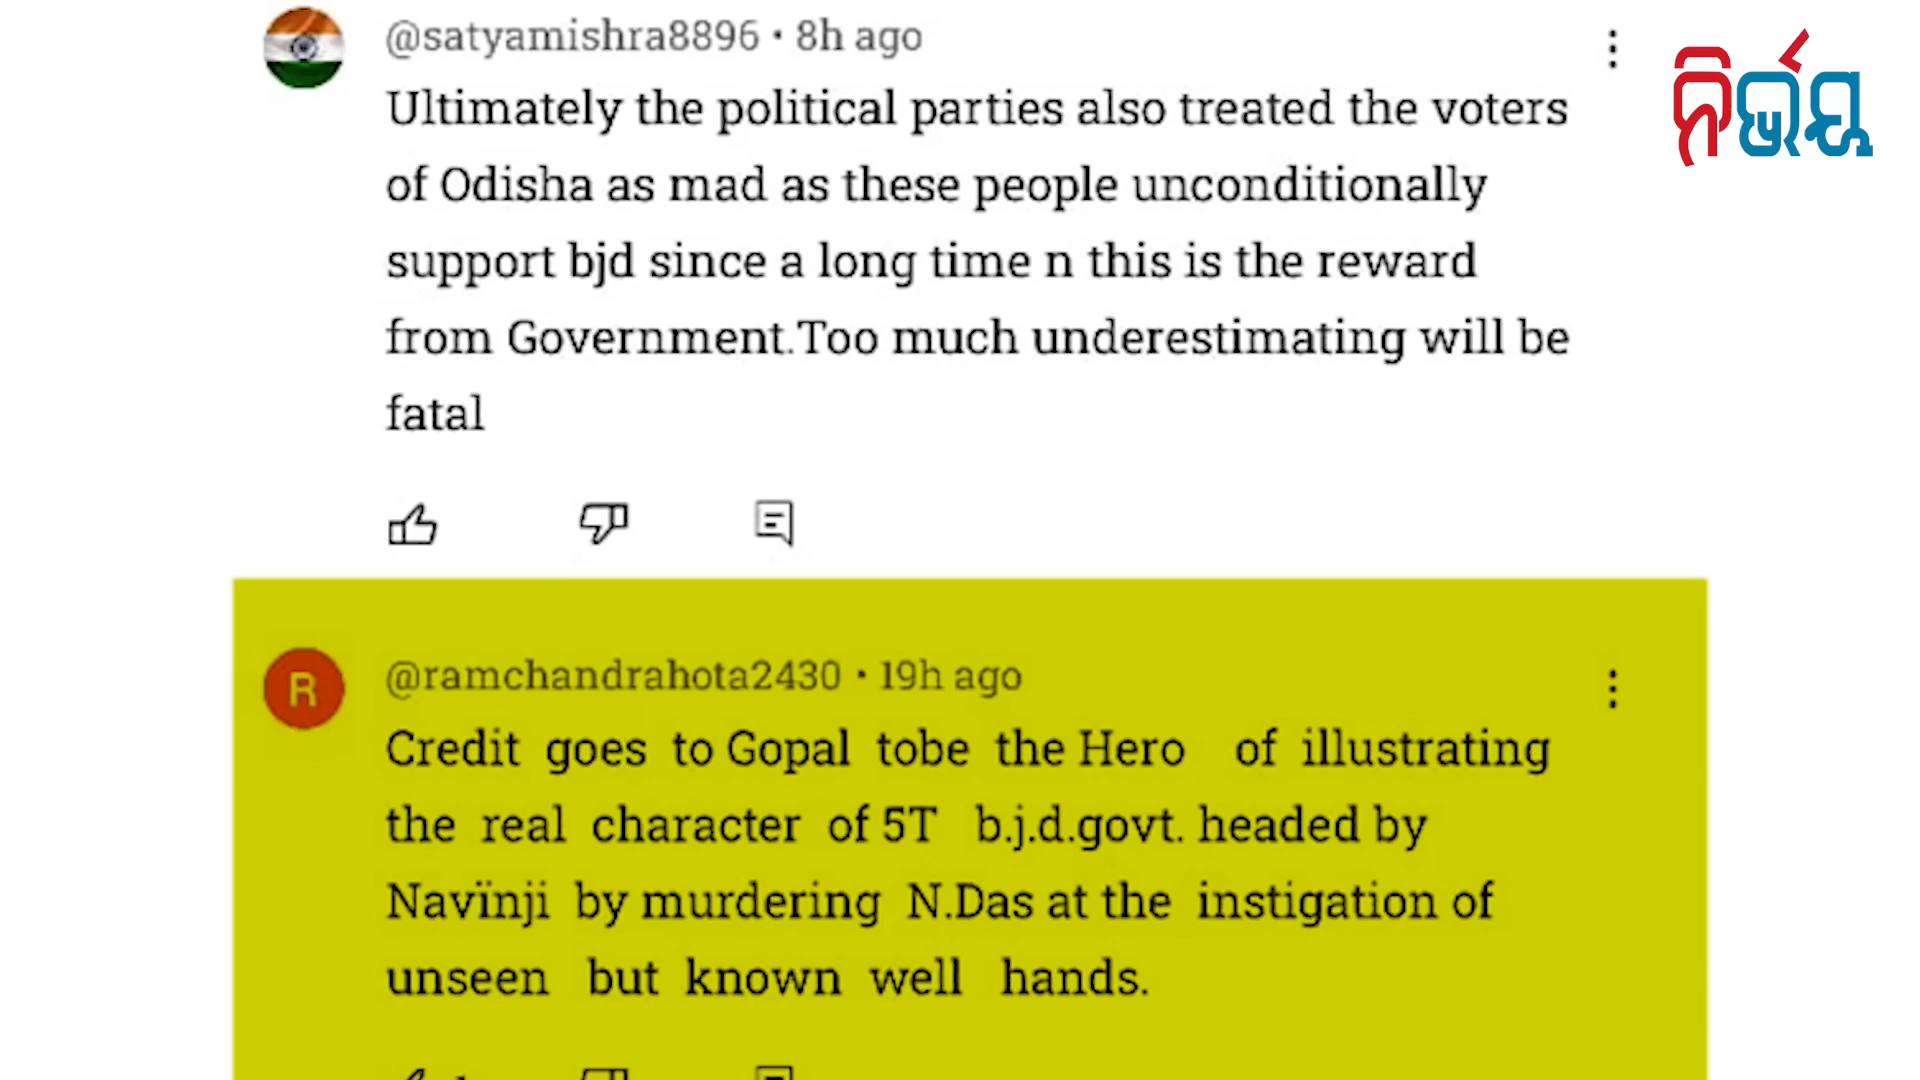 @satyamishra8896 • 8h ago
ନିର୍ଭୟ
Ultimately the political parties also treated the voters
of Odisha as mad as these people unconditionally
support bjd since a long time n this is the reward
from Government.Too much underestimating will be
fatal
R
@ramchandrahota2430 • 19h ago
Credit goes to Gopal tobe the Hero of illustrating
the real character of 5T b.j.d.govt. headed by
Navïnji by murdering N.Das at the instigation of
unseen but known well hands.